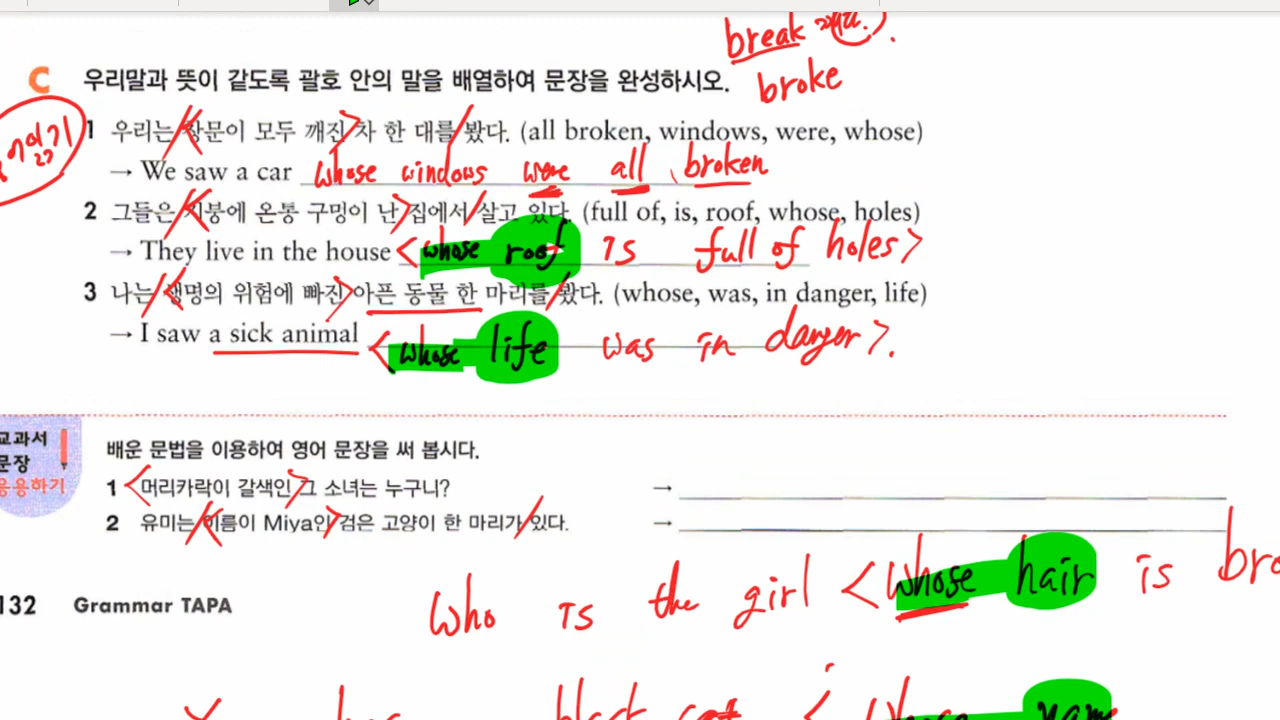 break
broke
C 우리말과 뜻이 같도록 괄호 안의 말을 배열하여 문장을 완성하시오.
1 우리는 창문이 모두 깨진 차 한 대를 봤다. (all broken, windows, were, whose)
→ We saw a car whose windows were all broken
2 그들은 지붕에 온통 구멍이 난 집에서 살고 있다. (full of, is, roof, whose, holes)
→ They live in the house <whose roof is full of holes>
3 나는 생명의 위험에 빠진 아픈 동물 한 마리를 봤다. (whose, was, in danger, life)
→ I saw a sick animal <whose life was in danger>.
교과서
문장
응용하기
배운 문법을 이용하여 영어 문장을 써 봅시다.
1 <머리카락이 갈색인> 그 소녀는 누구니? →
2 유미는 이름이 Miya인 검은 고양이 한 마리가 있다. →
who is the girl <whose hair is bro
132 Grammar TAPA
has black cat < whose name